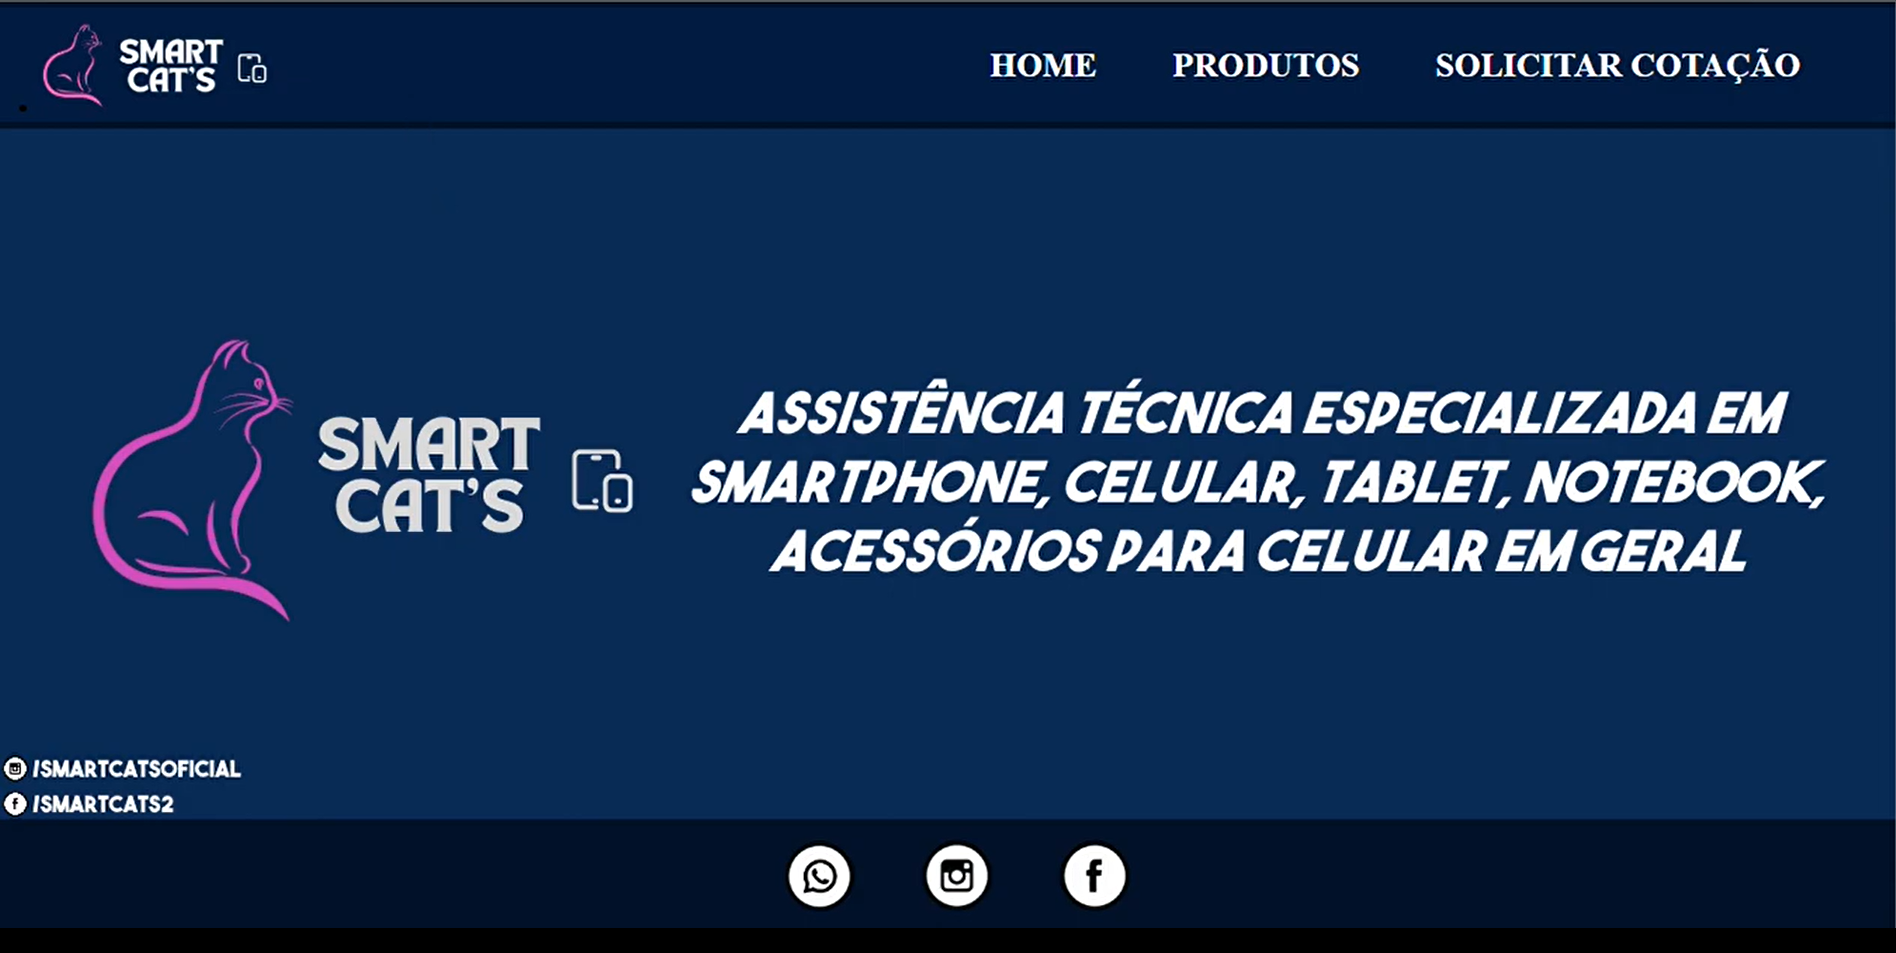 SMART
CAT'S
HOME
PRODUTOS
SOLICITAR COTAÇÃO
SMART
CAT'S
ASSISTÊNCIA TÉCNICA ESPECIALIZADA EM
SMARTPHONE, CELULAR, TABLET, NOTEBOOK,
ACESSÓRIOS PARA CELULAR EM GERAL
/SMARTCATSOFICIAL
/SMARTCATS2